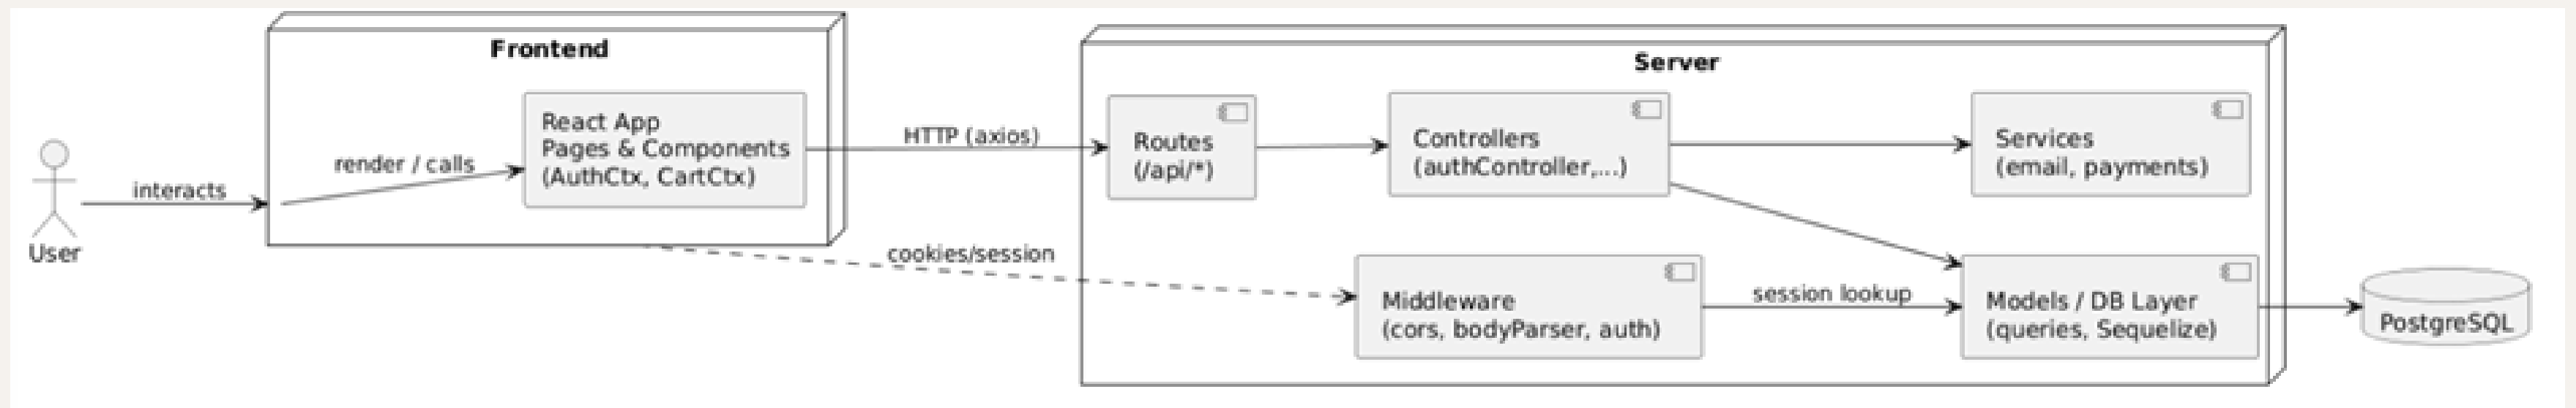 Frontend
Server
React App
Pages & Components
(AuthCtx, CartCtx)
render / calls
interacts
User
HTTP (axios)
cookies/session
Routes
(/api/*)
Controllers
(authController,...)
Services
(email, payments)
Middleware
(cors, bodyParser, auth)
session lookup
Models / DB Layer
(queries, Sequelize)
PostgreSQL